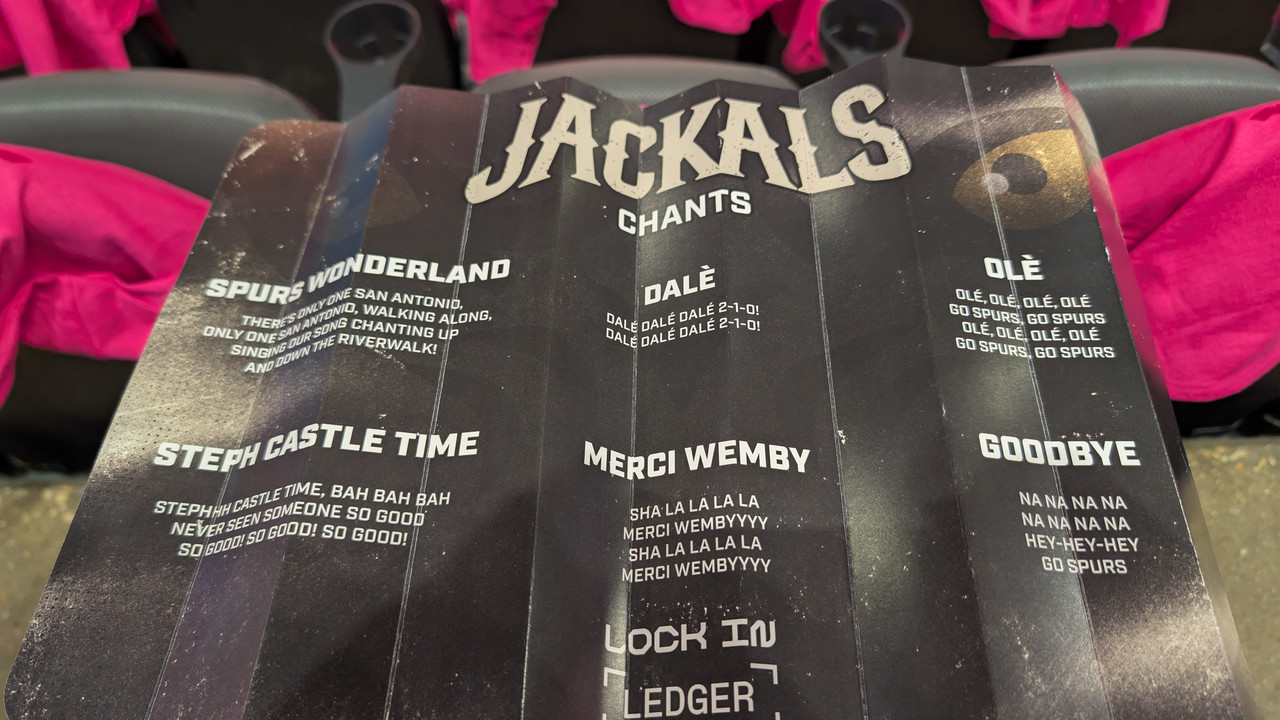 JACKALS
CHANTS
SPURS WONDERLAND
THERE'S ONLY ONE SAN ANTONIO,
ONLY ONE SAN ANTONIO, WALKING ALONG,
SINGING OUR SONG CHANTING UP
AND DOWN THE RIVERWALK!
DALÈ
DALÉ DALÉ DALÉ 2-1-0!
DALÉ DALÉ DALÉ 2-1-0!
OLÈ
OLÉ, OLÉ, OLÉ, OLÉ
GO SPURS, GO SPURS
OLÉ, OLÉ, OLÉ, OLÉ
GO SPURS, GO SPURS
STEPH CASTLE TIME
STEPHHH CASTLE TIME, BAH BAH BAH
NEVER SEEN SOMEONE SO GOOD
SO GOOD! SO GOOD! SO GOOD!
MERCI WEMBY
SHA LA LA LA LA
MERCI WEMBYYYY
SHA LA LA LA LA
MERCI WEMBYYYY
GOODBYE
NA NA NA NA
NA NA NA NA
HEY-HEY-HEY
GO SPURS
LOCK IN
LEDGER